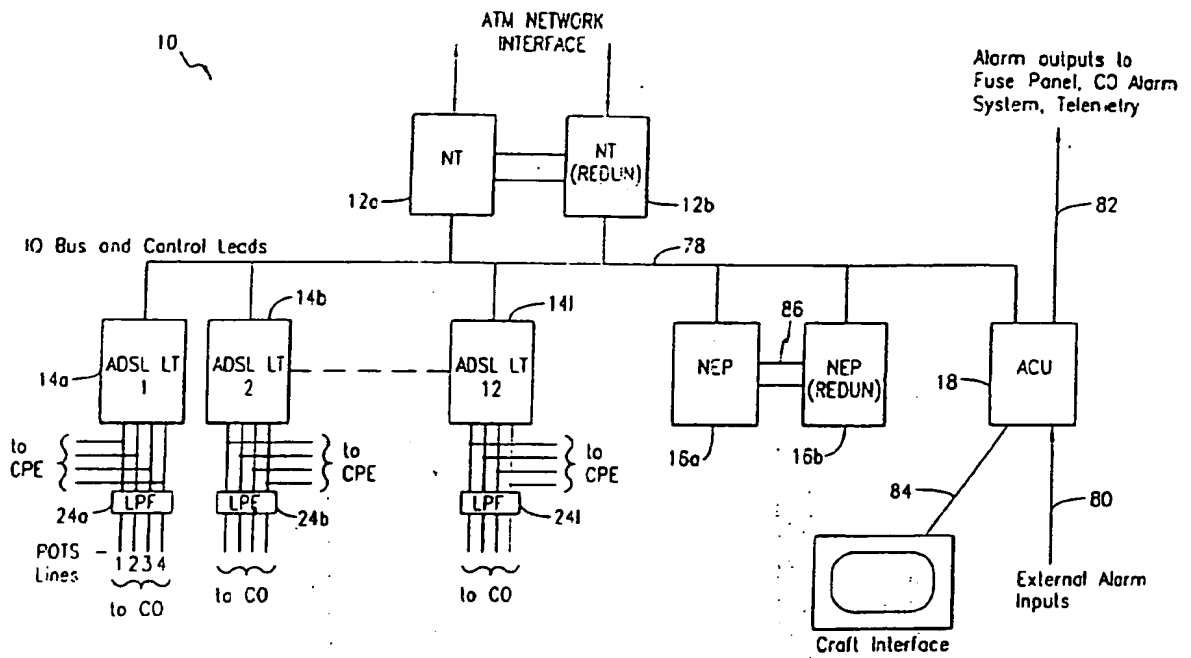 10
ATM NETWORK
INTERFACE
Alarm outputs to
Fuse Panel, CO Alarm
System, Telemetry
NT
NT
(REDUN)
12a
12b
82
IO Bus and Control Leads
78
14b
14l
86
ADSL LT
1
ADSL LT
2
ADSL LT
12
NEP
NEP
(REDUN)
ACU
14a
18
to
CPE
to
CPE
to
CPE
16a
16b
84
80
LPF
LPF
LPF
24a
24b
24l
POTS
Lines
1 2 3 4
to CO
to CO
to CO
External Alarm
Inputs
Craft Interface